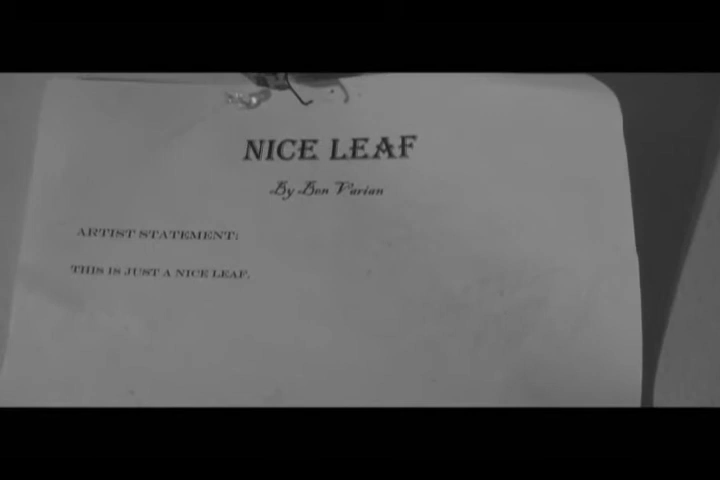 NICE LEAF
By Ben Varian
ARTIST STATEMENT:
THIS IS JUST A NICE LEAF.